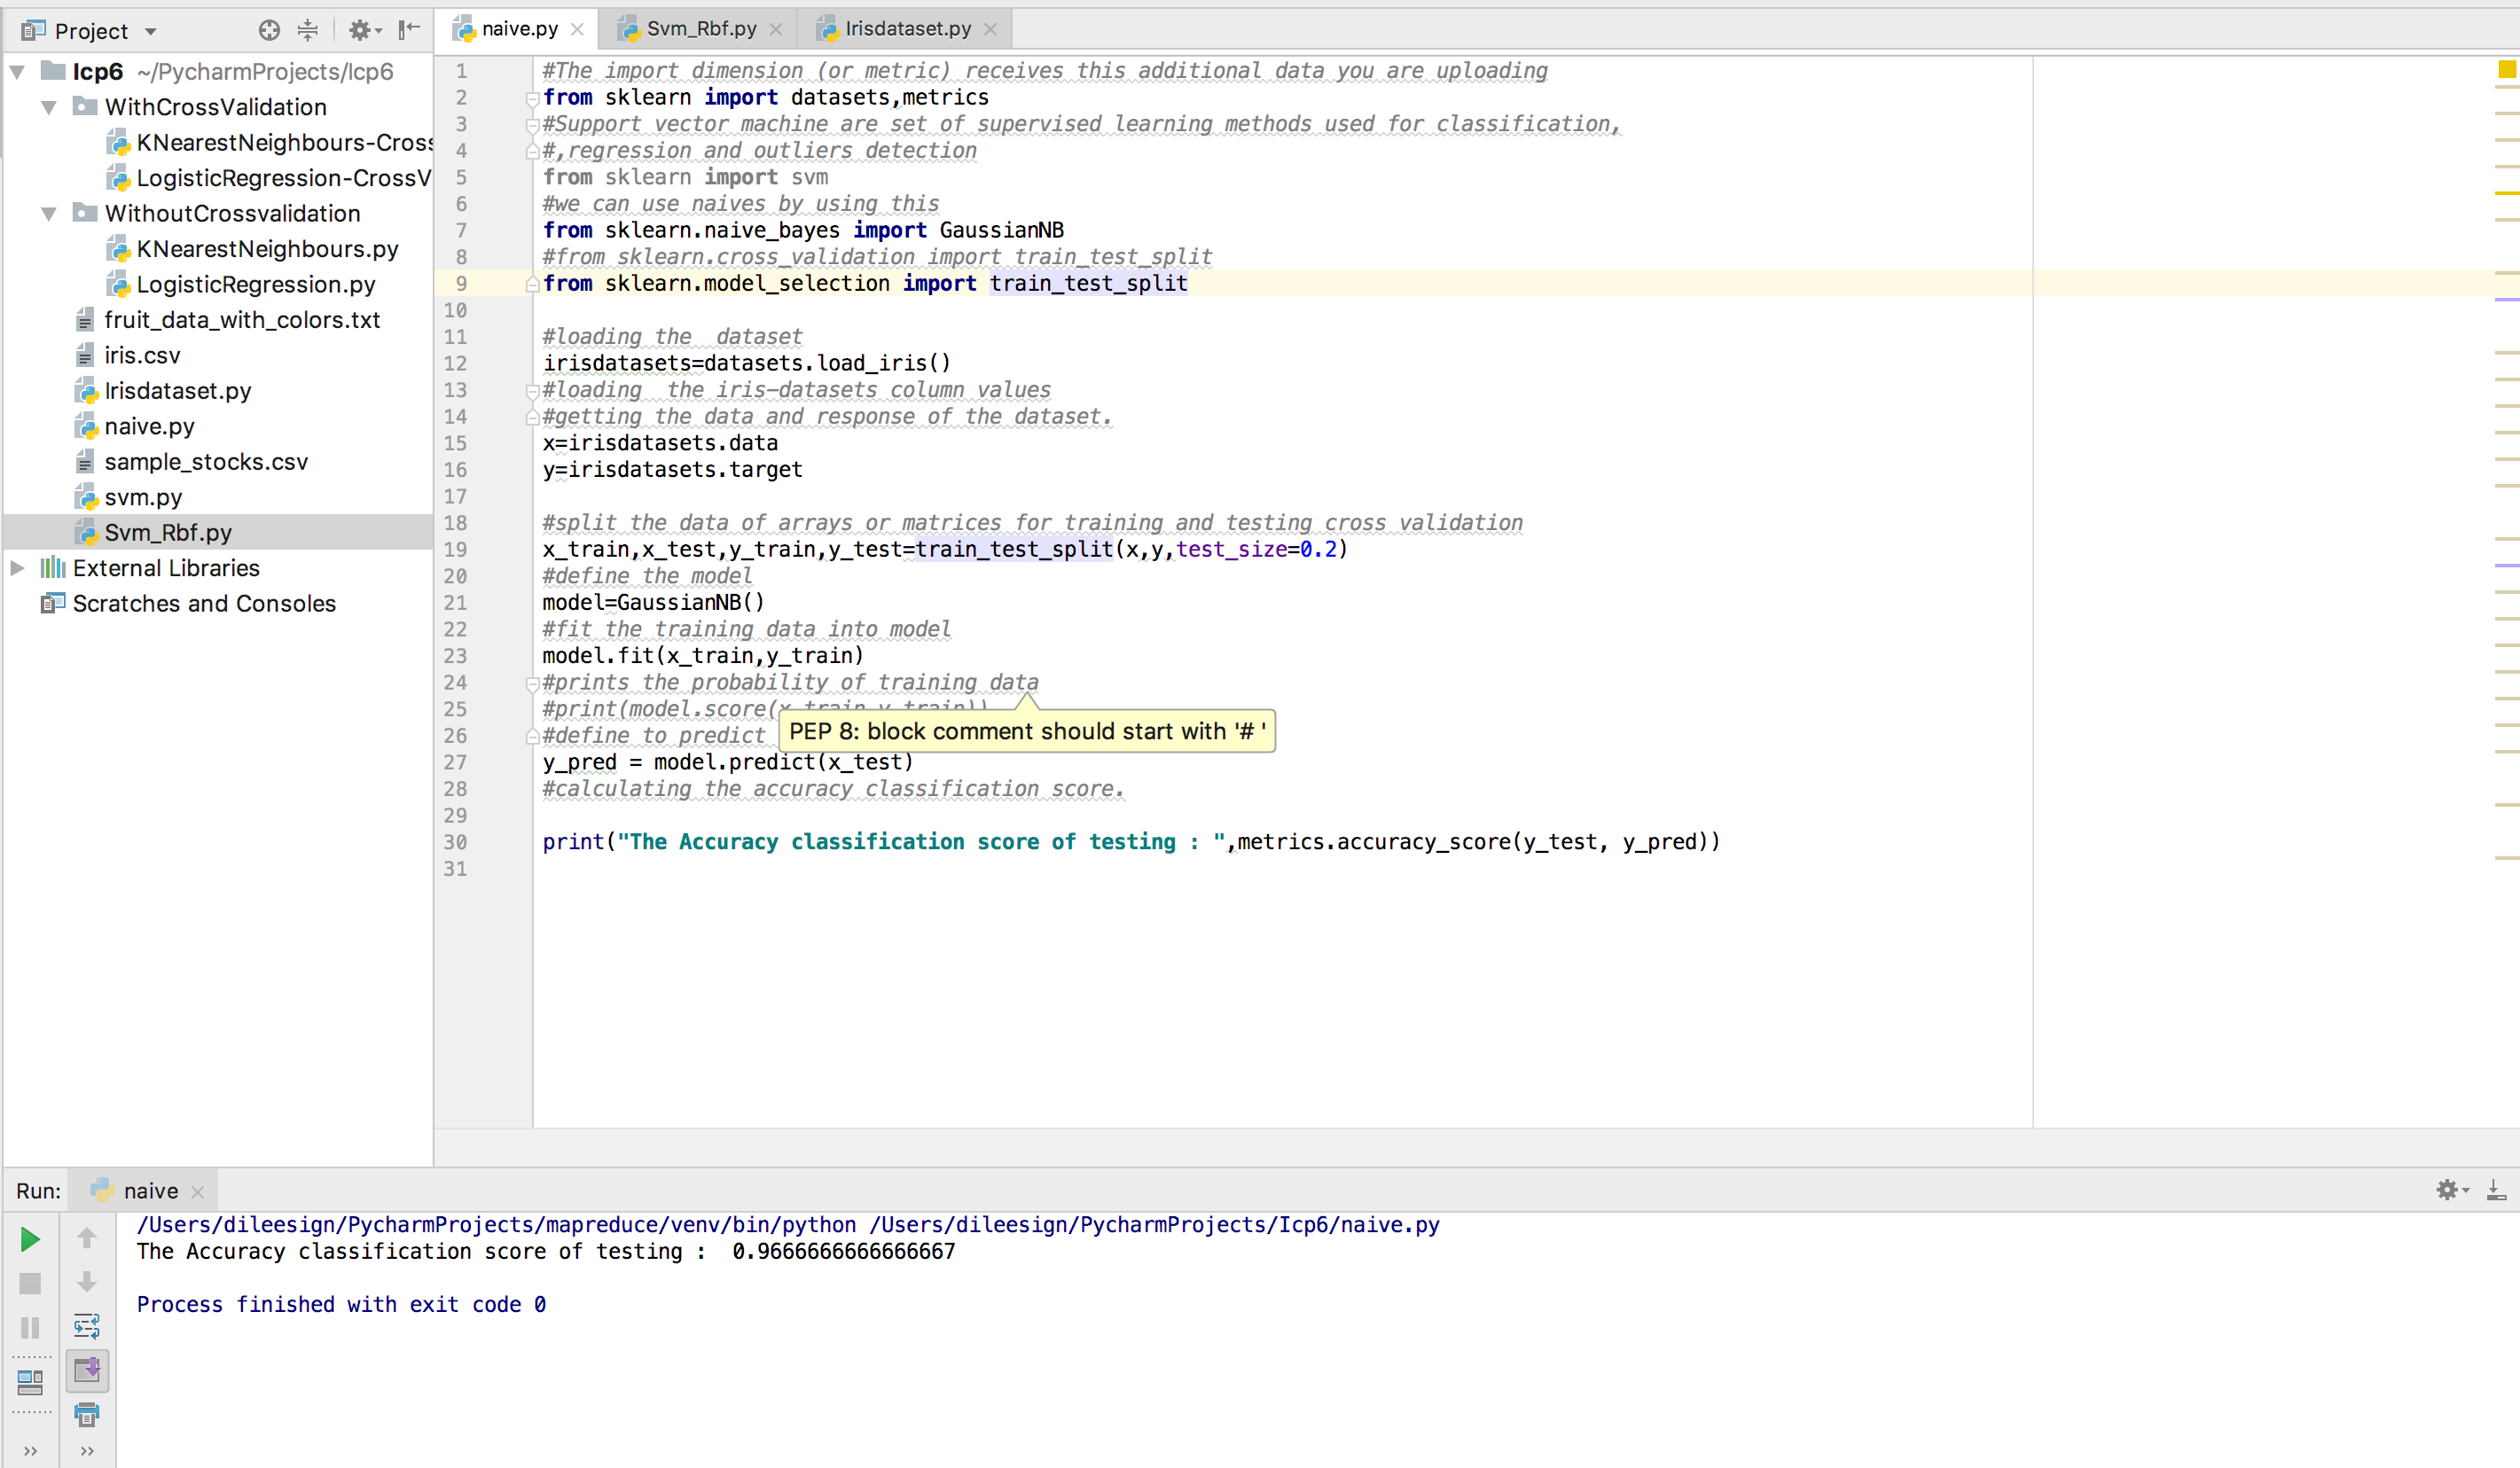 Project
naive.py
Svm_Rbf.py
Irisdataset.py
Icp6 ~/PycharmProjects/Icp6
WithCrossValidation
KNearestNeighbours-Cross
LogisticRegression-CrossV
WithoutCrossvalidation
KNearestNeighbours.py
LogisticRegression.py
fruit_data_with_colors.txt
iris.csv
Irisdataset.py
naive.py
sample_stocks.csv
svm.py
Svm_Rbf.py
External Libraries
Scratches and Consoles
1 #The import dimension (or metric) receives this additional data you are uploading
2 from sklearn import datasets,metrics
3 #Support vector machine are set of supervised learning methods used for classification,
4 #,regression and outliers detection
5 from sklearn import svm
6 #we can use naives by using this
7 from sklearn.naive_bayes import GaussianNB
8 #from sklearn.cross_validation import train_test_split
9 from sklearn.model_selection import train_test_split
10
11 #loading the  dataset
12 irisdatasets=datasets.load_iris()
13 #loading  the iris-datasets column values
14 #getting the data and response of the dataset.
15 x=irisdatasets.data
16 y=irisdatasets.target
17
18 #split the data of arrays or matrices for training and testing cross validation
19 x_train,x_test,y_train,y_test=train_test_split(x,y,test_size=0.2)
20 #define the model
21 model=GaussianNB()
22 #fit the training data into model
23 model.fit(x_train,y_train)
24 #prints the probability of training data
25 #print(model.score(x_train,y_train))
PEP 8: block comment should start with '# '
26 #define to predict
27 y_pred = model.predict(x_test)
28 #calculating the accuracy classification score.
29
30 print("The Accuracy classification score of testing : ",metrics.accuracy_score(y_test, y_pred))
31
Run: naive
/Users/dileesign/PycharmProjects/mapreduce/venv/bin/python /Users/dileesign/PycharmProjects/Icp6/naive.py
The Accuracy classification score of testing :  0.9666666666666667
Process finished with exit code 0